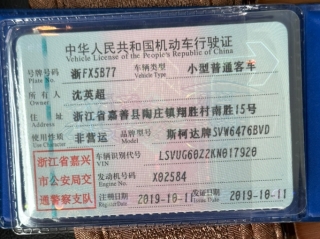 中华人民共和国机动车行驶证
Vehicle License of the People's Republic of China
号牌号码 浙FX5B77 车辆类型 小型普通客车
Plate No. Vehicle Type
所有人 沈英超
Owner
住址 浙江省嘉善县陶庄镇翔胜村南胜15号
Address
使用性质 非营运 品牌型号 斯柯达牌SVW6476BVD
Use Character Model
浙江省嘉兴
市公安局交
通警察支队
车辆识别代号 LSVUG60ZZKN017920
VIN
发动机号码 X02584
Engine No.
注册日期 2019-10-11 发证日期 2019-10-11
Register Date Issue Date